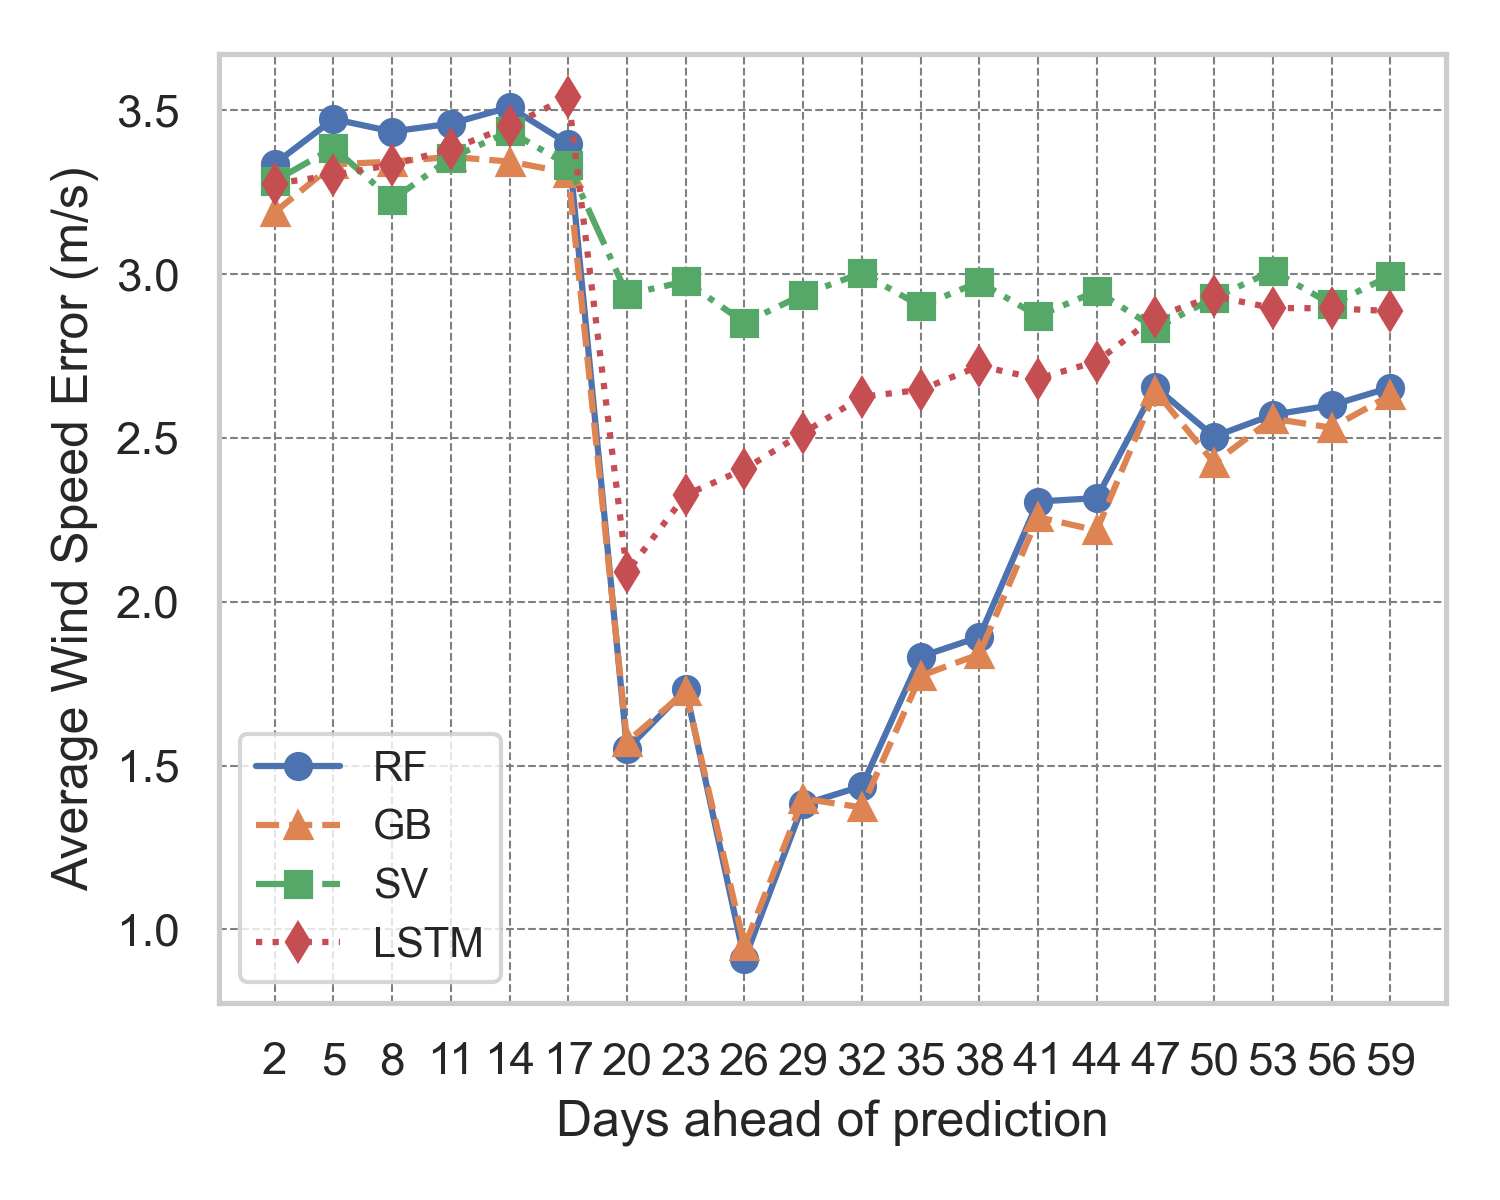 Average Wind Speed Error (m/s)
3.5
3.0
2.5
2.0
1.5
1.0
RF
GB
SV
LSTM
2 5 8 11 14 17 20 23 26 29 32 35 38 41 44 47 50 53 56 59
Days ahead of prediction